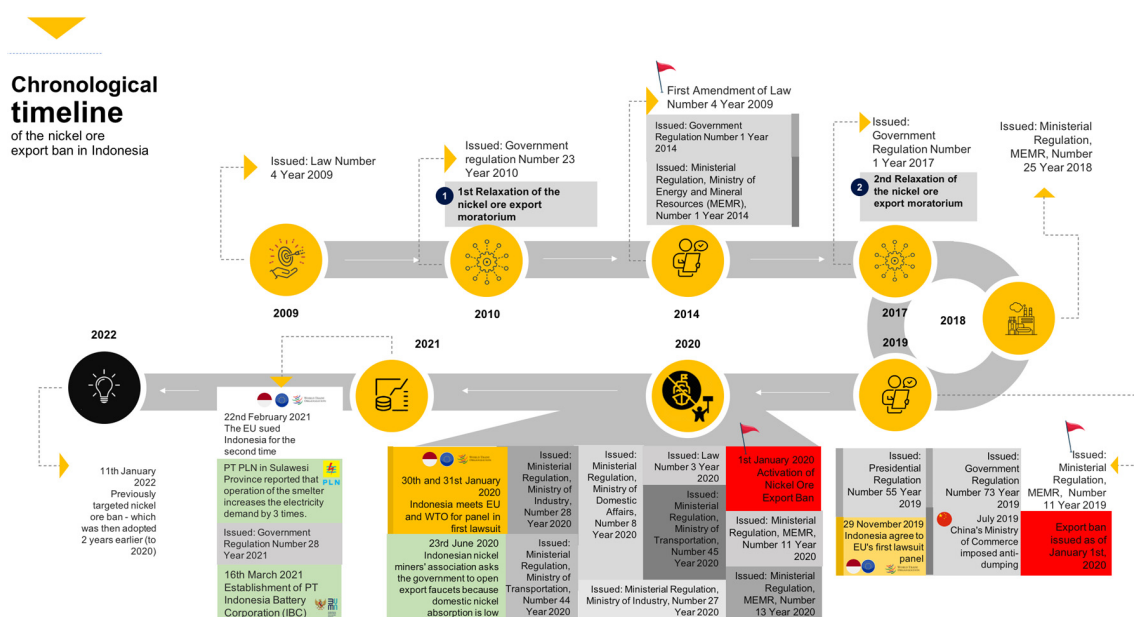 Chronological
timeline
of the nickel ore
export ban in Indonesia
Issued: Law Number
4 Year 2009
Issued: Government
regulation Number 23
Year 2010
1
1st Relaxation of the
nickel ore export
moratorium
First Amendment of Law
Number 4 Year 2009
Issued: Government
Regulation Number 1 Year
2014
Issued: Ministerial
Regulation, Ministry of
Energy and Mineral
Resources (MEMR),
Number 1 Year 2014
Issued:
Government
Regulation Number
1 Year 2017
2
2nd Relaxation of
the nickel ore
export moratorium
Issued: Ministerial
Regulation,
MEMR, Number
25 Year 2018
2009
2010
2014
2017
2018
2019
2020
2021
2022
11th January
2022
Previously
targeted nickel
ore ban - which
was then adopted
2 years earlier (to
2020)
22nd February 2021
The EU sued
Indonesia for the
second time
PT PLN in Sulawesi
Province reported that
operation of the smelter
increases the electricity
demand by 3 times.
PLN
Issued: Government
Regulation Number 28
Year 2021
16th March 2021
Establishment of PT
Indonesia Battery
Corporation (IBC)
30th and 31st January
2020
Indonesia meets EU
and WTO for panel in
first lawsuit
23rd June 2020
Indonesian nickel
miners' association asks
the government to open
export faucets because
domestic nickel
absorption is low
Issued:
Ministerial
Regulation,
Ministry of
Industry,
Number 28
Year 2020
Issued:
Ministerial
Regulation,
Ministry of
Transportation,
Number 44
Year 2020
Issued:
Ministerial
Regulation,
Ministry of
Domestic
Affairs,
Number 8
Year 2020
Issued: Law
Number 3 Year
2020
Issued:
Ministerial
Regulation,
Ministry of
Transportation,
Number 45
Year 2020
Issued: Ministerial Regulation,
Ministry of Industry, Number 27
Year 2020
1st January 2020
Activation of
Nickel Ore
Export Ban
Issued: Ministerial
Regulation, MEMR,
Number 11 Year
2020
Issued: Ministerial
Regulation,
MEMR, Number
13 Year 2020
Issued:
Presidential
Regulation
Number 55 Year
2019
29 November 2019
Indonesia agree to
EU's first lawsuit
panel
Issued:
Government
Regulation
Number 73 Year
2019
July 2019
China's Ministry
of Commerce
imposed anti-
dumping
Issued:
Ministerial
Regulation,
MEMR, Number
11 Year 2019
Export ban
issued as of
January 1st,
2020